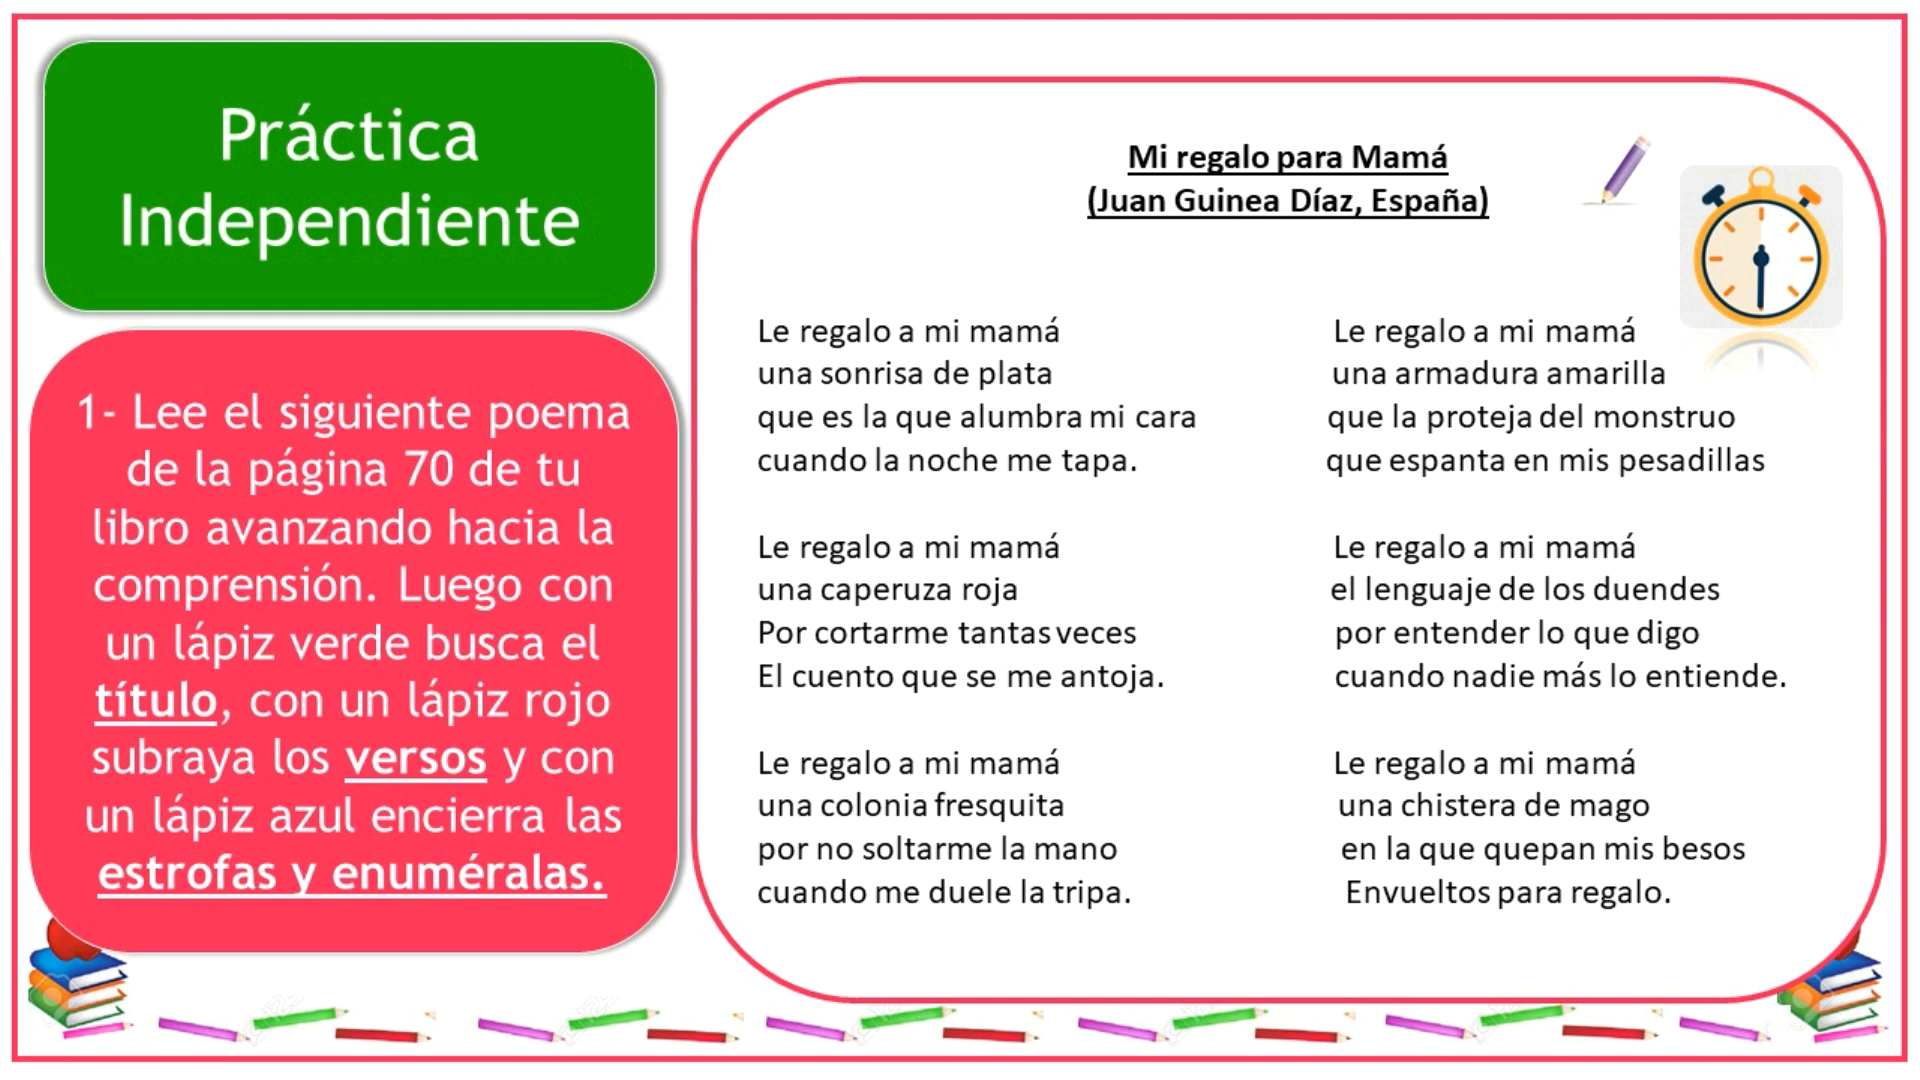 Práctica
Independiente
1- Lee el siguiente poema
de la página 70 de tu
libro avanzando hacia la
comprensión. Luego con
un lápiz verde busca el
título, con un lápiz rojo
subraya los versos y con
un lápiz azul encierra las
estrofas y enuméralas.
Mi regalo para Mamá
(Juan Guinea Díaz, España)
Le regalo a mi mamá
una sonrisa de plata
que es la que alumbra mi cara
cuando la noche me tapa.
Le regalo a mi mamá
una caperuza roja
Por cortarme tantas veces
El cuento que se me antoja.
Le regalo a mi mamá
una colonia fresquita
por no soltarme la mano
cuando me duele la tripa.
Le regalo a mi mamá
una armadura amarilla
que la proteja del monstruo
que espanta en mis pesadillas
Le regalo a mi mamá
el lenguaje de los duendes
por entender lo que digo
cuando nadie más lo entiende.
Le regalo a mi mamá
una chistera de mago
en la que quepan mis besos
Envueltos para regalo.